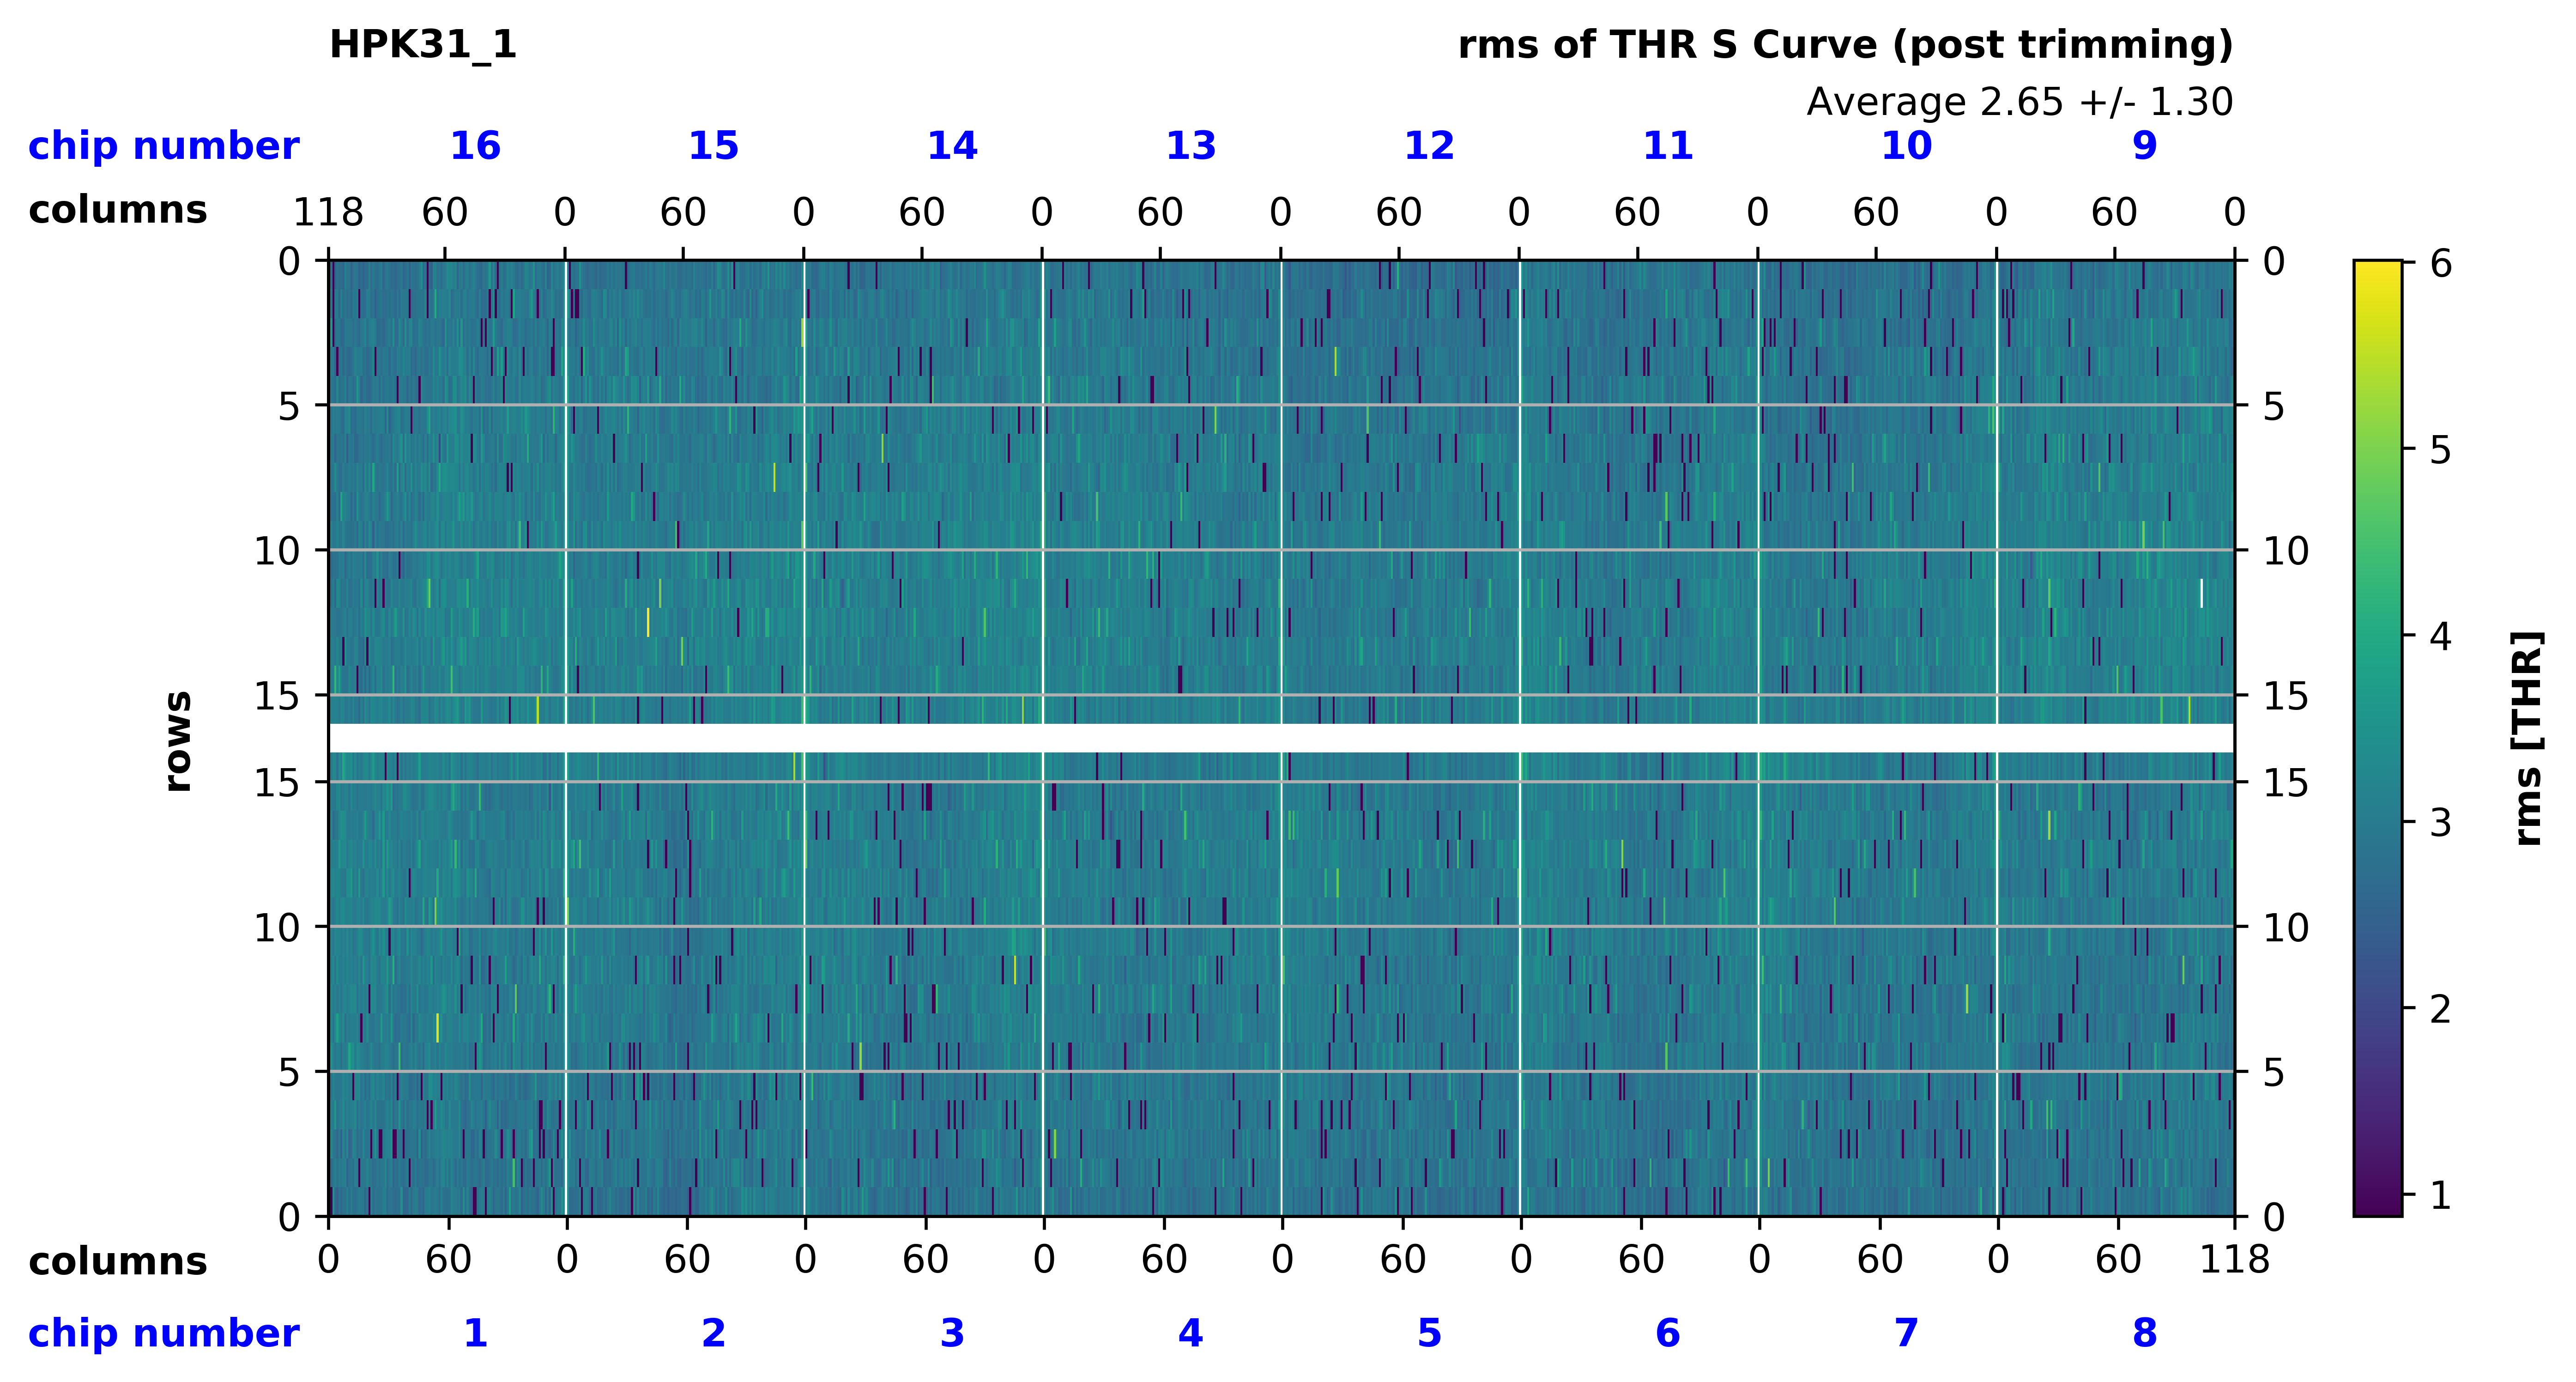 HPK31_1 rms of THR S Curve (post trimming)
Average 2.65 +/- 1.30
chip number 16 15 14 13 12 11 10 9
columns 118 60 0 60 0 60 0 60 0 60 0 60 0 60 0 60 0
0 0 6
5 5
5
10 10
4
15 15
rows rms [THR]
15 15
3
10 10
2
5 5
1
0 0
0 60 0 60 0 60 0 60 0 60 0 60 0 60 0 60 118
columns
chip number 1 2 3 4 5 6 7 8